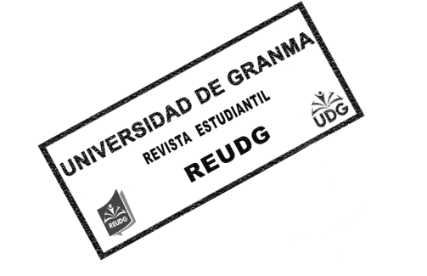 UNIVERSIDAD DE GRANMA
REVISTA ESTUDIANTIL
REUDG
UDG
REUDG